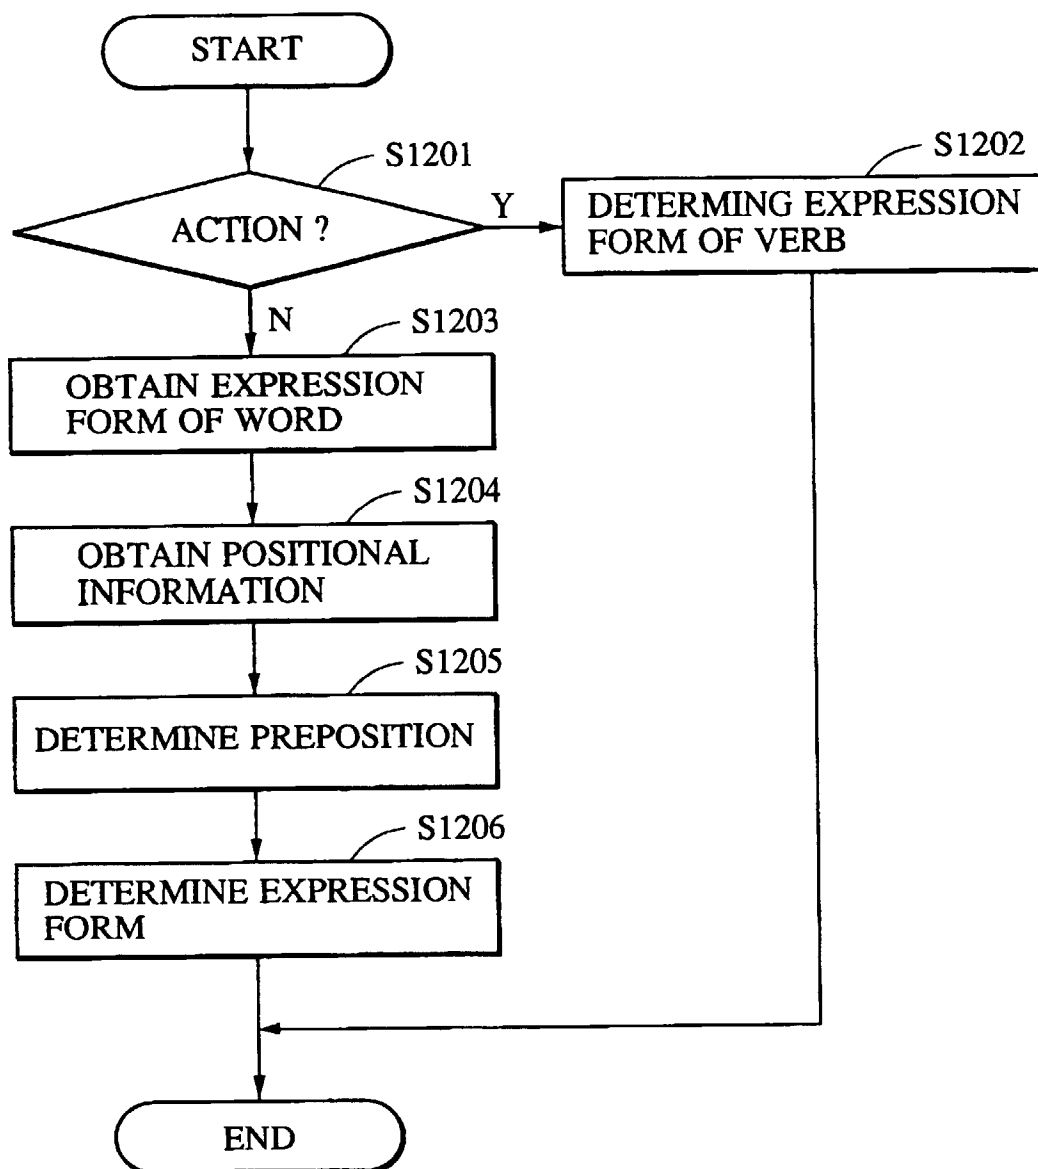 START
S1201
ACTION ?
Y
S1202
DETERMING EXPRESSION
FORM OF VERB
N
S1203
OBTAIN EXPRESSION
FORM OF WORD
S1204
OBTAIN POSITIONAL
INFORMATION
S1205
DETERMINE PREPOSITION
S1206
DETERMINE EXPRESSION
FORM
END